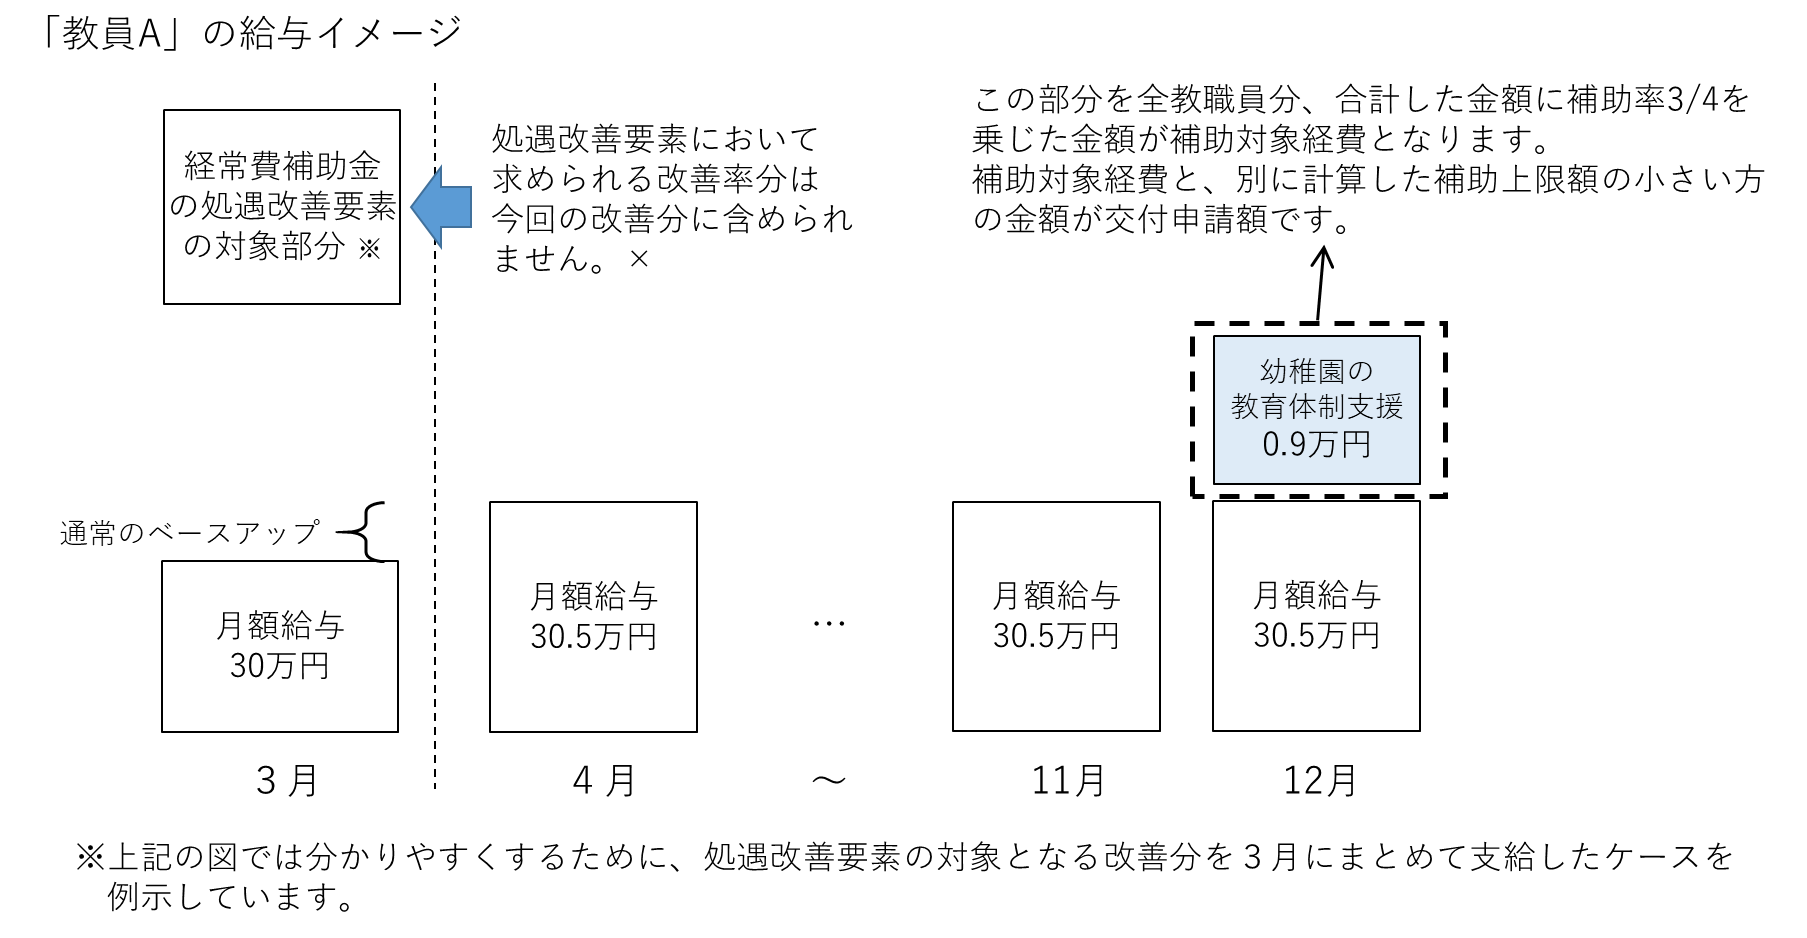 「教員A」の給与イメージ
経常費補助金
の処遇改善要素
の対象部分 ※
処遇改善要素において
求められる改善率分は
今回の改善分に含められ
ません。×
この部分を全教職員分、合計した金額に補助率3/4を
乗じた金額が補助対象経費となります。
補助対象経費と、別に計算した補助上限額の小さい方
の金額が交付申請額です。
幼稚園の
教育体制支援
0.9万円
通常のベースアップ
月額給与
30万円
月額給与
30.5万円
…
月額給与
30.5万円
月額給与
30.5万円
3 月
4 月
～
11月
12月
※上記の図では分かりやすくするために、処遇改善要素の対象となる改善分を 3 月にまとめて支給したケースを
例示しています。